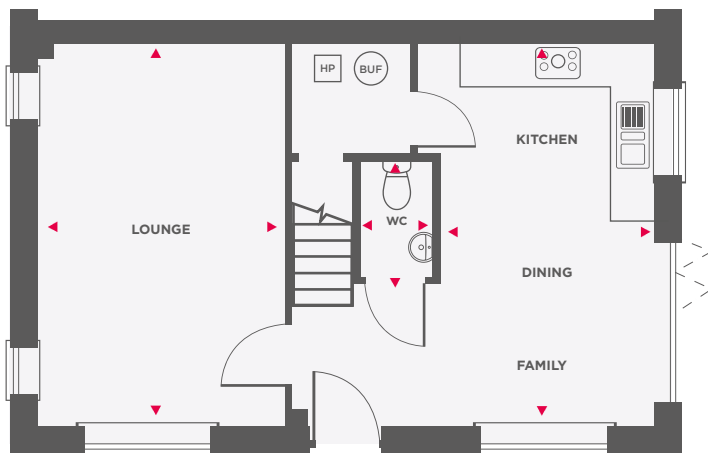 HP
BUF
KITCHEN
WC
LOUNGE
DINING
FAMILY